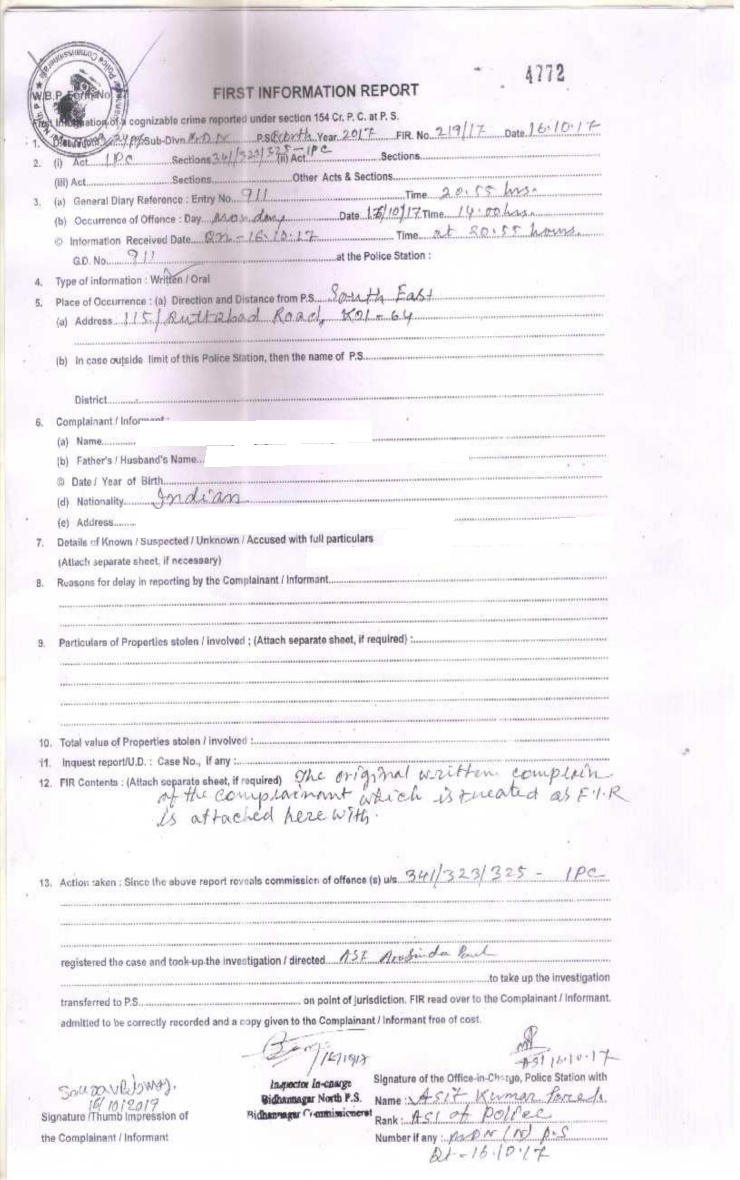 4772
W.B.P. Form No
FIRST INFORMATION REPORT
First Information of a cognizable crime reported under section 154 Cr. P. C. at P. S.
1. Sub-Divn. BDN P.S. North Year 2017 FIR. No. 219/17 Date 16.10.17
2. (i) Act IPC Sections 341/323/325-IPC (ii) Act Sections
(iii) Act Sections Other Acts & Sections
3. (a) General Diary Reference : Entry No. 911 Time 20.55 hrs.
(b) Occurrence of Offence : Day Monday Date 16/10/17 Time 14.00 hrs.
© Information Received Date On - 16.10.17 Time at 20.55 hours.
G.D. No. 911 at the Police Station :
4. Type of information : Written / Oral
5. Place of Occurrence : (a) Direction and Distance from P.S. South East
(a) Address 115/ Duttabad Road, Kol-64
(b) In case outside limit of this Police Station, then the name of P.S.
District
6. Complainant / Informant :
(a) Name
(b) Father's / Husband's Name
© Date / Year of Birth
(d) Nationality Indian
(e) Address
7. Details of Known / Suspected / Unknown / Accused with full particulars
(Attach separate sheet, if necessary)
8. Reasons for delay in reporting by the Complainant / Informant
9. Particulars of Properties stolen / involved ; (Attach separate sheet, if required) :
10. Total value of Properties stolen / involved :
11. Inquest report/U.D. : Case No., if any :
12. FIR Contents : (Attach separate sheet, if required) The original written complain
of the complainant which is treated as F.I.R
is attached here with.
13. Action taken : Since the above report reveals commission of offence (s) u/s 341/323/325 - IPC
registered the case and took-up the investigation / directed ASI Arabinda Paul
to take up the investigation
transferred to P.S. on point of jurisdiction. FIR read over to the Complainant / Informant.
admitted to be correctly recorded and a copy given to the Complainant / Informant free of cost.
16/10/17
ASI 16.10.17
16/10/2017
Signature /Thumb Impression of
the Complainant / Informant
Inspector In-charge
Bidhannagar North P.S.
Bidhannagar Commissionerate
Signature of the Office-in-Charge, Police Station with
Name : Asit Kumar
Rank : ASI of Police
Number if any : BDN (N) P.S
Dt - 16.10.17